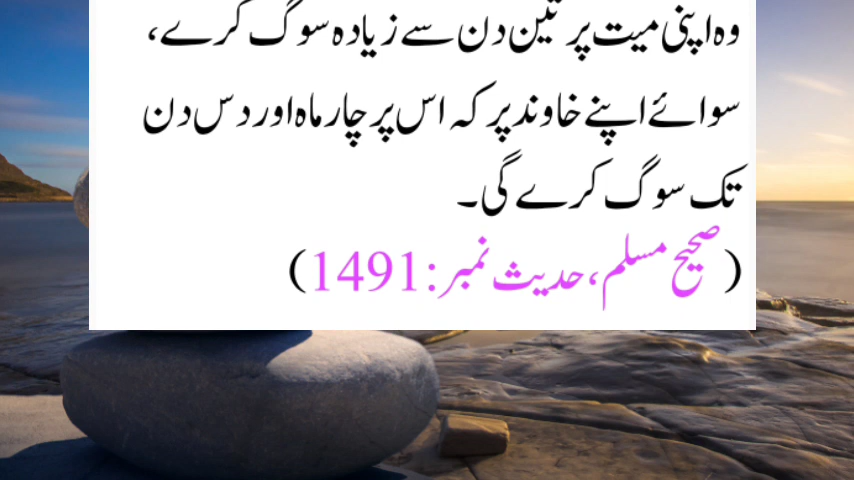 وہ اپنی میت پر تین دن سے زیادہ سوگ کرے،
سوائے اپنے خاوند پر کہ اس پر چار ماہ اور دس دن
تک سوگ کرے گی۔
(صحیح مسلم، حدیث نمبر:1491)